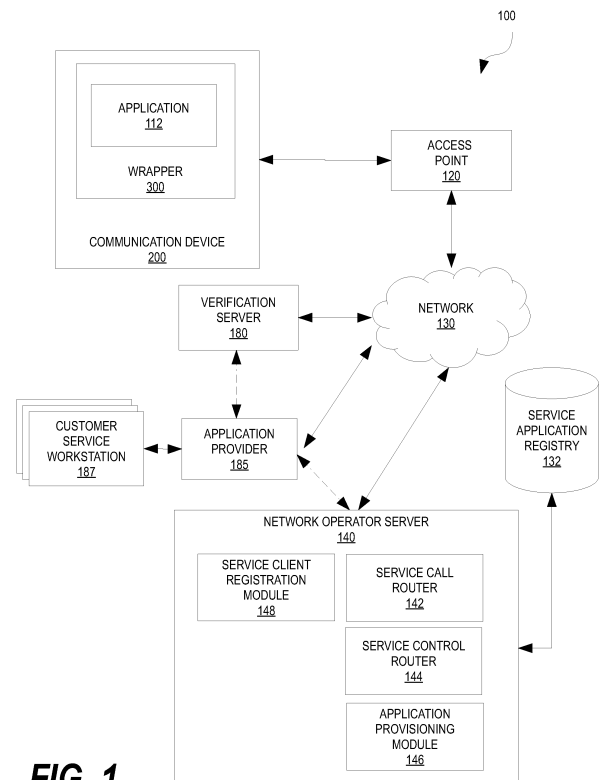 100
APPLICATION
112
WRAPPER
300
COMMUNICATION DEVICE
200
ACCESS
POINT
120
VERIFICATION
SERVER
180
NETWORK
130
CUSTOMER
SERVICE
WORKSTATION
187
APPLICATION
PROVIDER
185
SERVICE
APPLICATION
REGISTRY
132
NETWORK OPERATOR SERVER
140
SERVICE CLIENT
REGISTRATION
MODULE
148
SERVICE CALL
ROUTER
142
SERVICE CONTROL
ROUTER
144
APPLICATION
PROVISIONING
MODULE
146
FIG. 1